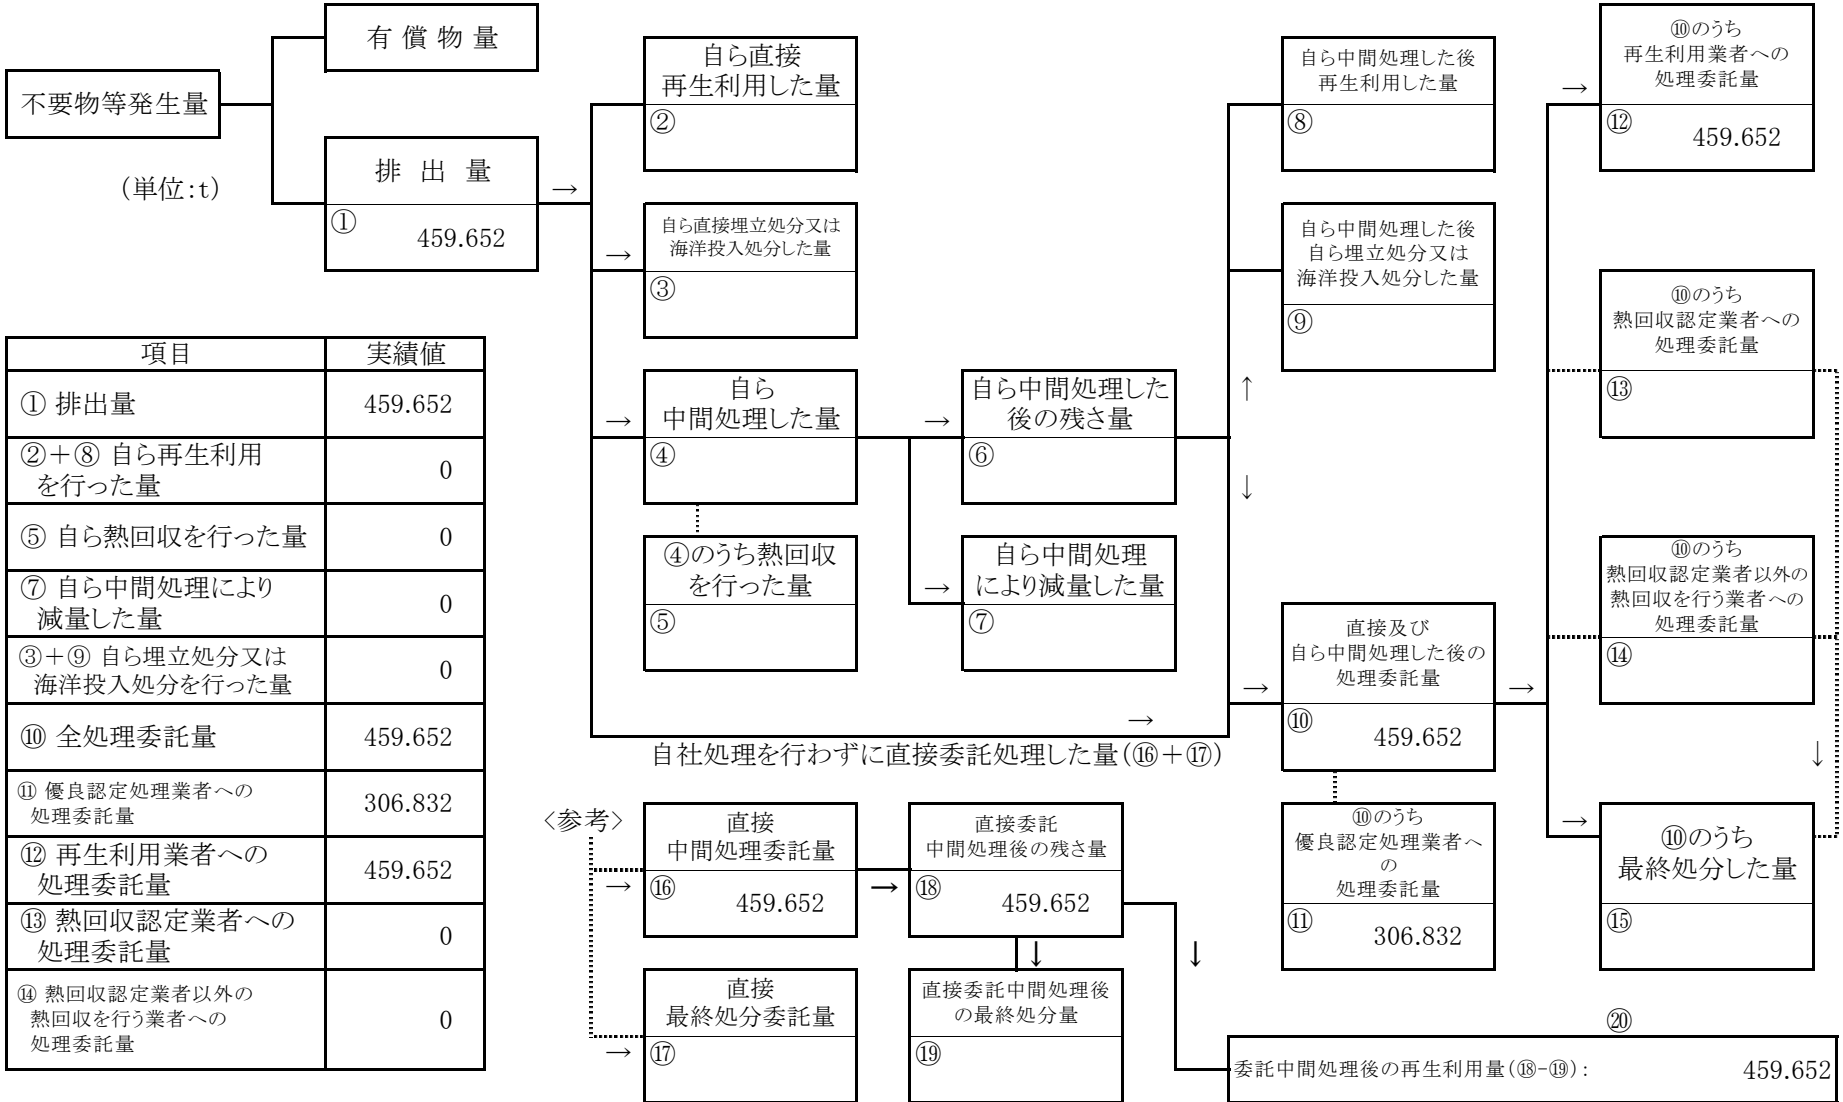 有 償 物 量
不要物等発生量
(単位:t)
排 出 量
①
459.652
→
自ら直接
再生利用した量
②
→
自ら直接埋立処分又は
海洋投入処分した量
③
→
自ら
中間処理した量
④
④のうち熱回収
を行った量
⑤
→
自ら中間処理した
後の残さ量
⑥
→
自ら中間処理
により減量した量
⑦
↑
↓
自ら中間処理した後
再生利用した量
⑧
自ら中間処理した後
自ら埋立処分又は
海洋投入処分した量
⑨
→
自社処理を行わずに直接委託処理した量(⑯+⑰)
→
直接及び
自ら中間処理した後の
処理委託量
⑩
459.652
⑩のうち
優良認定処理業者へ
の
処理委託量
⑪
306.832
→
→
⑩のうち
再生利用業者への
処理委託量
⑫
459.652
⑩のうち
熱回収認定業者への
処理委託量
⑬
⑩のうち
熱回収認定業者以外の
熱回収を行う業者への
処理委託量
⑭
↓
→
⑩のうち
最終処分した量
⑮
項目 実績値
① 排出量 459.652
②+⑧ 自ら再生利用
を行った量 0
⑤ 自ら熱回収を行った量 0
⑦ 自ら中間処理により
減量した量 0
③+⑨ 自ら埋立処分又は
海洋投入処分を行った量 0
⑩ 全処理委託量 459.652
⑪ 優良認定処理業者への
処理委託量 306.832
⑫ 再生利用業者への
処理委託量 459.652
⑬ 熱回収認定業者への
処理委託量 0
⑭ 熱回収認定業者以外の
熱回収を行う業者への
処理委託量 0
<参考>
→
直接
中間処理委託量
⑯
459.652
→
直接委託
中間処理後の残さ量
⑱
459.652
↓
↓
→
直接
最終処分委託量
⑰
直接委託中間処理後
の最終処分量
⑲
⑳
委託中間処理後の再生利用量(⑱-⑲): 459.652